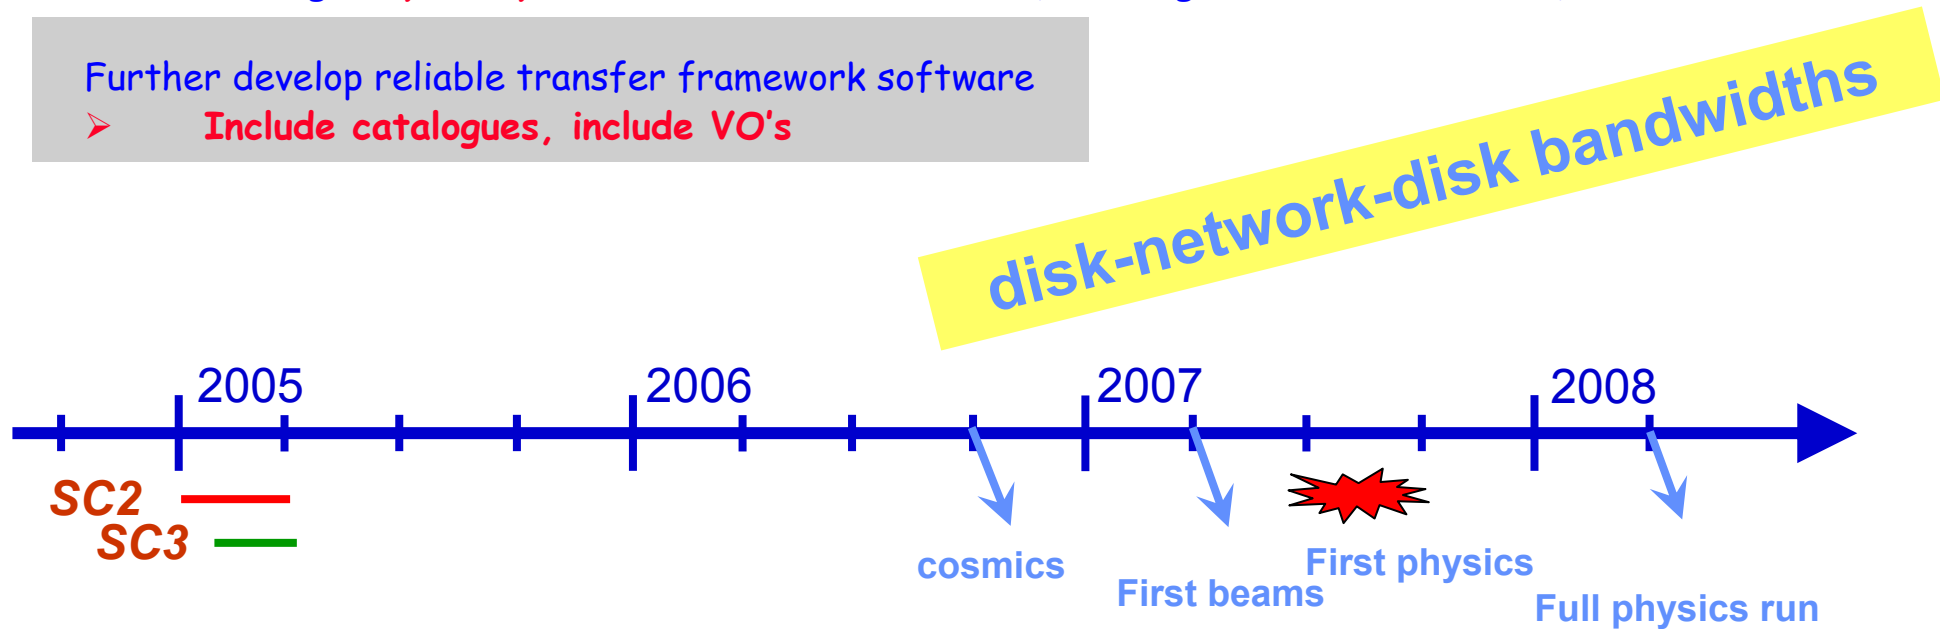 Further develop reliable transfer framework software
➢ Include catalogues, include VO's
disk-network-disk bandwidths
2005 2006 2007 2008
SC2
SC3
cosmics
First beams
First physics
Full physics run